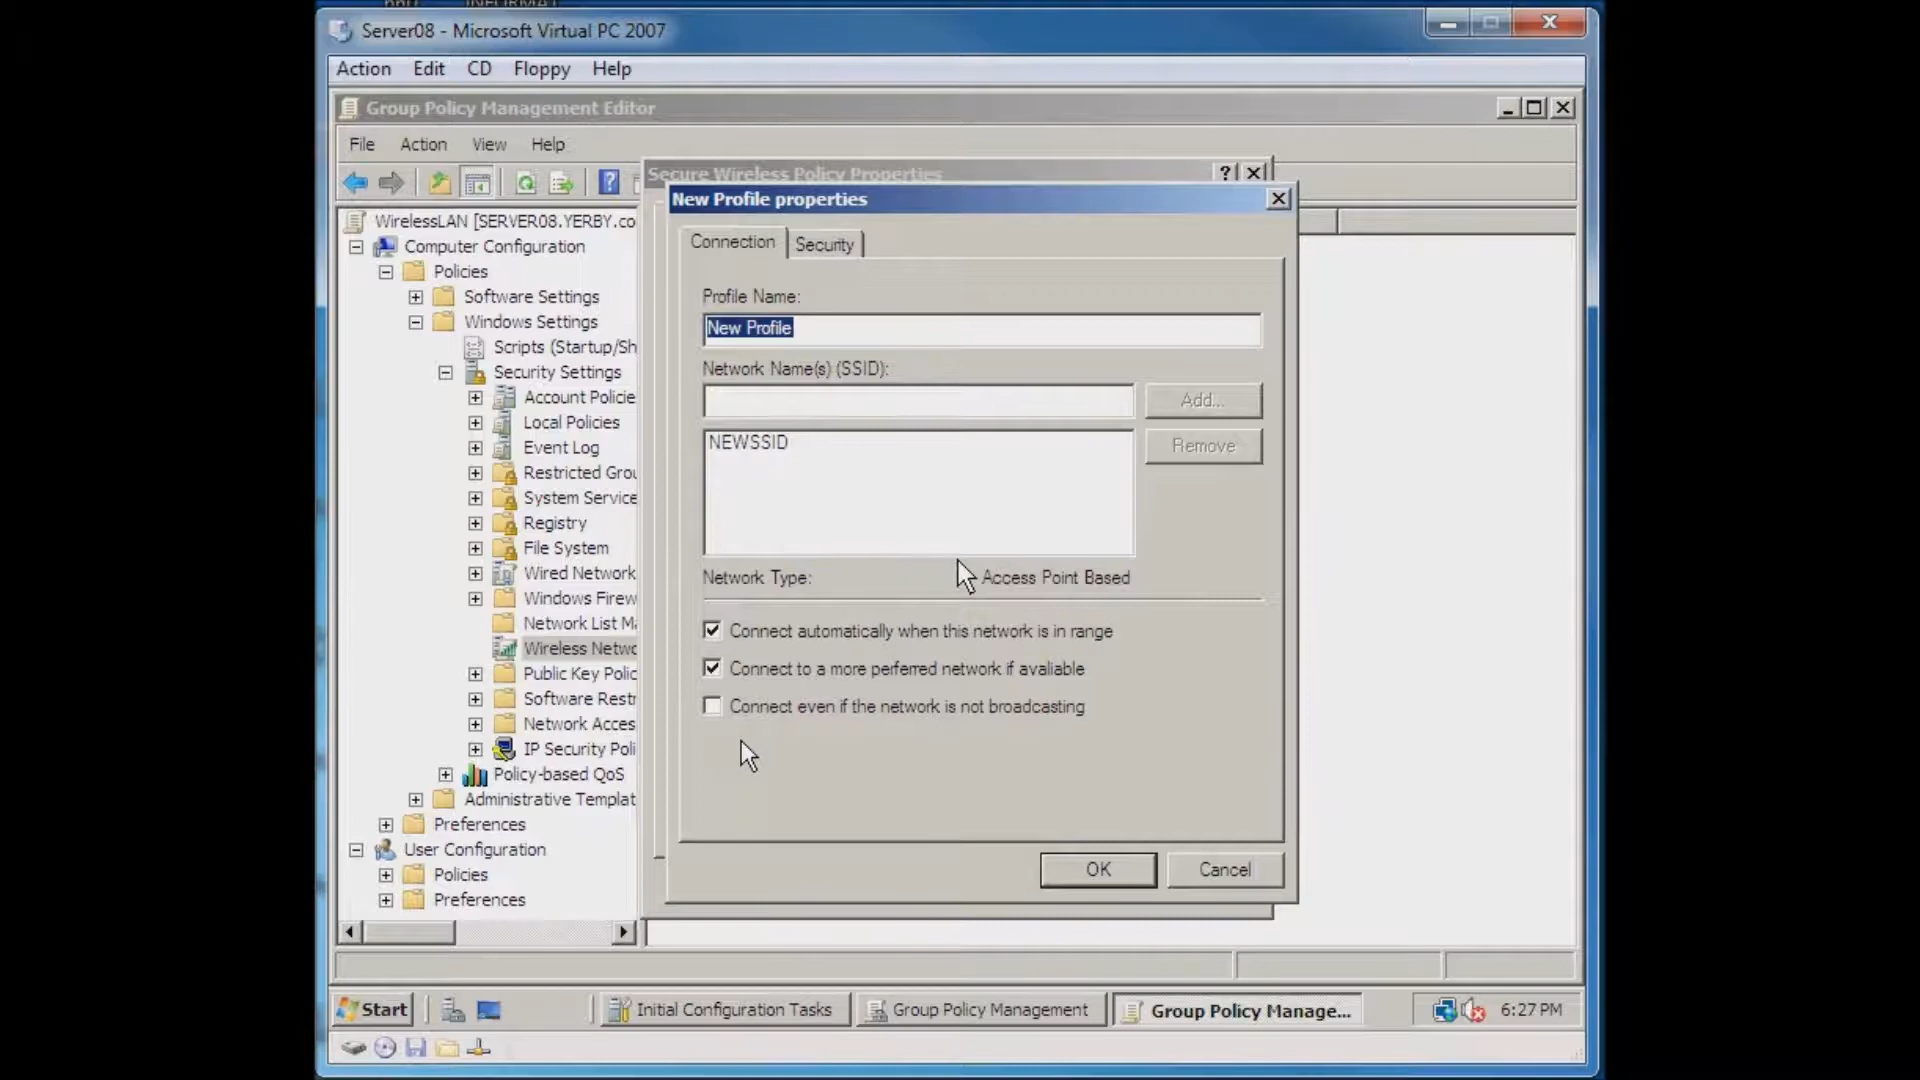 Server08 - Microsoft Virtual PC 2007
Action Edit CD Floppy Help
Group Policy Management Editor
File Action View Help
Secure Wireless Policy Properties
New Profile properties
WirelessLAN [SERVER08.YERBY.co
Computer Configuration
Policies
Software Settings
Windows Settings
Scripts (Startup/Sh
Security Settings
Account Policie
Local Policies
Event Log
Restricted Grou
System Service
Registry
File System
Wired Network
Windows Firew
Network List Ma
Wireless Netwo
Public Key Polic
Software Restr
Network Acces
IP Security Poli
Policy-based QoS
Administrative Templat
Preferences
User Configuration
Policies
Preferences
Connection Security
Profile Name:
New Profile
Network Name(s) (SSID):
Add...
NEWSSID
Remove
Network Type: Access Point Based
Connect automatically when this network is in range
Connect to a more perferred network if avaliable
Connect even if the network is not broadcasting
OK Cancel
Start Initial Configuration Tasks Group Policy Management Group Policy Manage... 6:27 PM